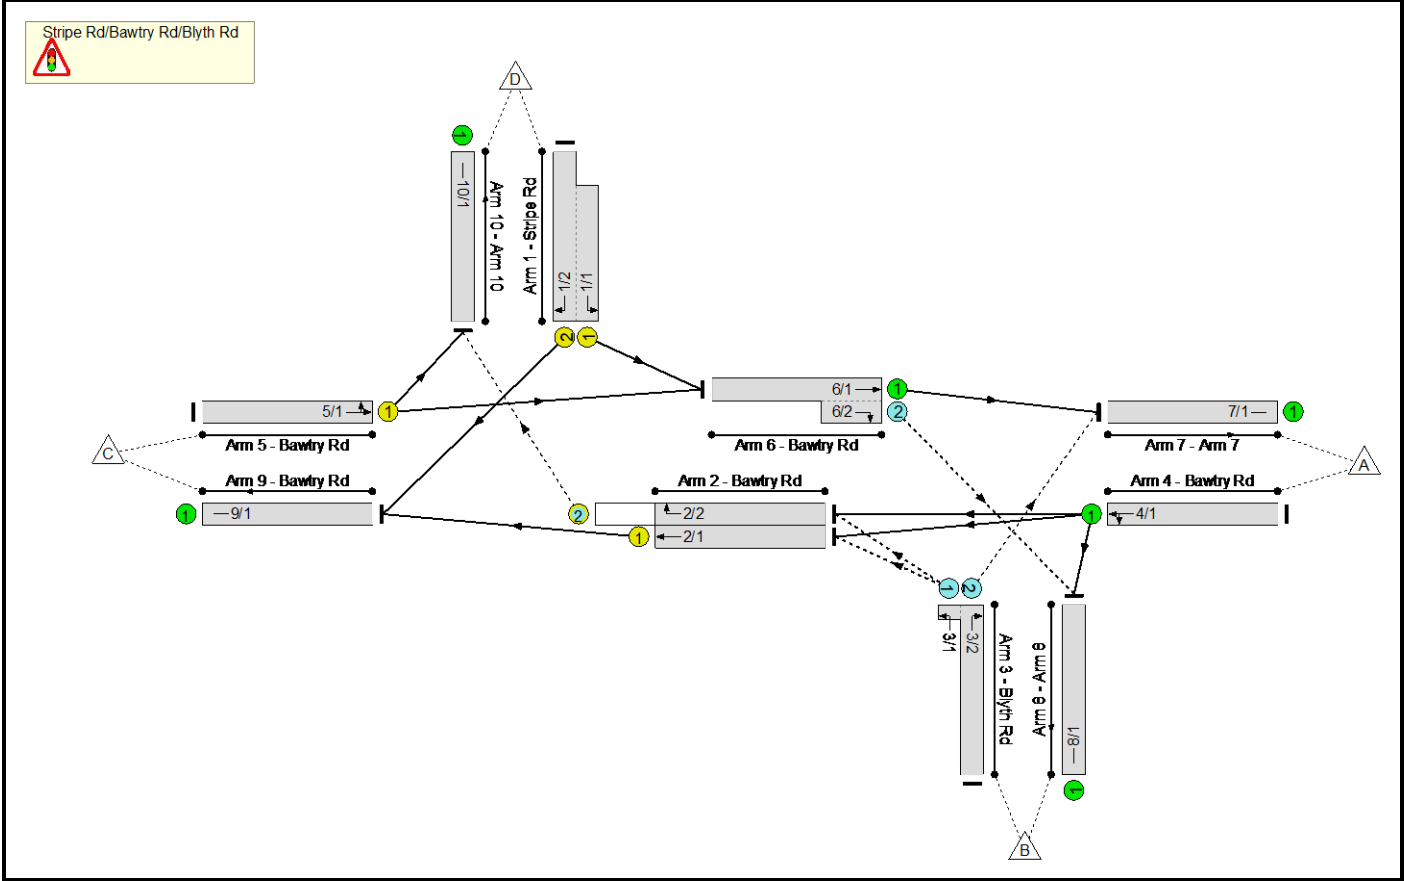 Stripe Rd/Bawtry Rd/Blyth Rd
D
1
10/1
Arm 10 - Arm 10
Arm 1 - Stripe Rd
1/2
1/1
2
1
5/1
1
Arm 5 - Bawtry Rd
C
Arm 9 - Bawtry Rd
1
9/1
6/1
1
6/2
2
Arm 6 - Bawtry Rd
7/1
1
Arm 7 - Arm 7
A
Arm 2 - Bawtry Rd
Arm 4 - Bawtry Rd
2
2/2
1
2/1
1
4/1
1
2
3/1
3/2
Arm 3 - Blyth Rd
Arm 8 - Arm 8
8/1
1
B